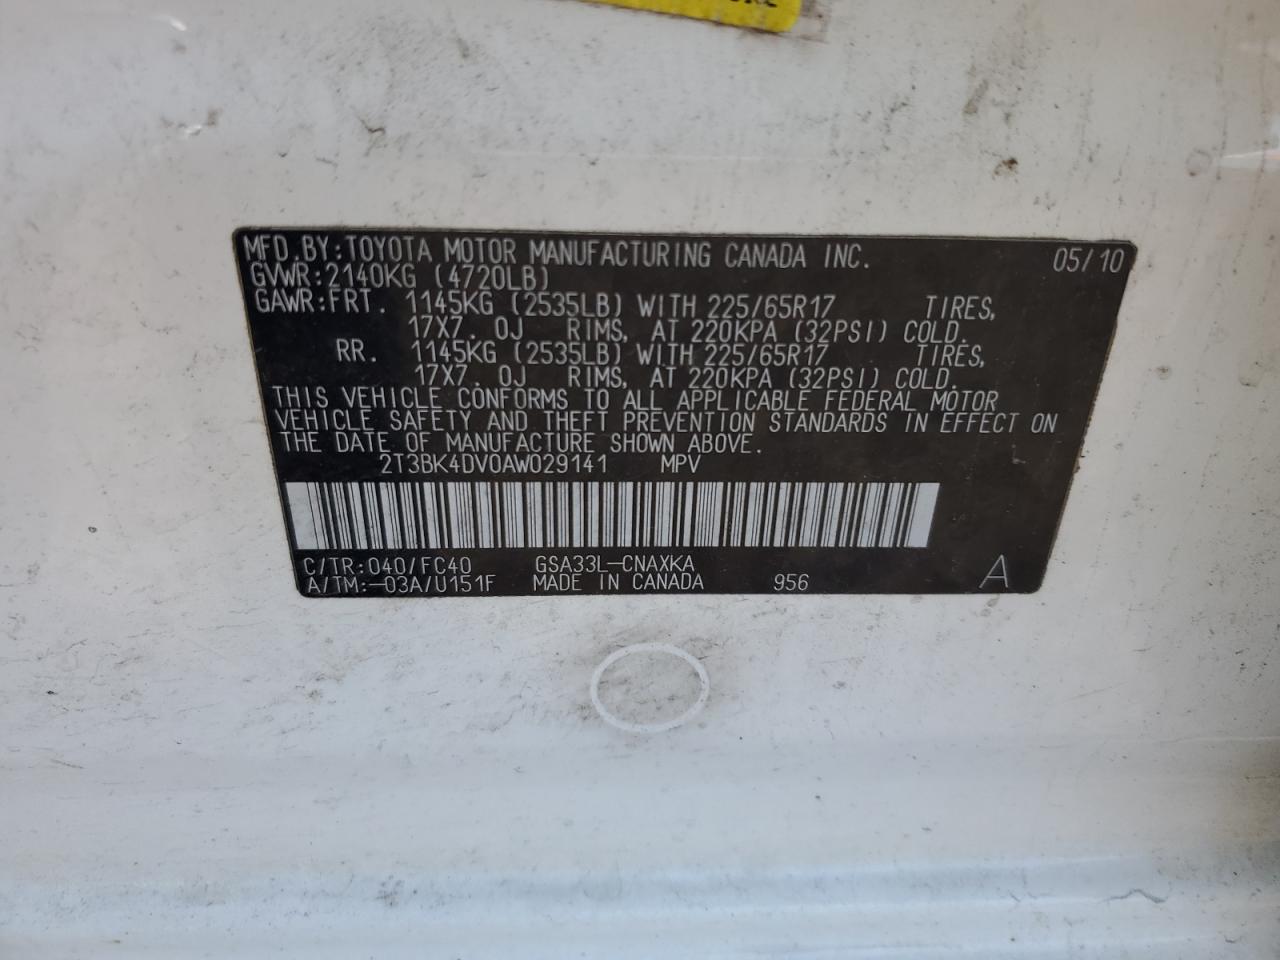 MFD.BY:TOYOTA MOTOR MANUFACTURING CANADA INC. 05/10
GVWR:2140KG (4720LB)
GAWR:FRT. 1145KG (2535LB) WITH 225/65R17 TIRES,
17X7.0J RIMS, AT 220KPA (32PSI) COLD.
RR. 1145KG (2535LB) WITH 225/65R17 TIRES,
17X7.0J RIMS, AT 220KPA (32PSI) COLD.
THIS VEHICLE CONFORMS TO ALL APPLICABLE FEDERAL MOTOR
VEHICLE SAFETY AND THEFT PREVENTION STANDARDS IN EFFECT ON
THE DATE OF MANUFACTURE SHOWN ABOVE.
2T3BK4DV0AW029141 MPV
C/TR:040/FC40 GSA33L-CNAXKA
A/TM:-03A/U151F MADE IN CANADA 956 A